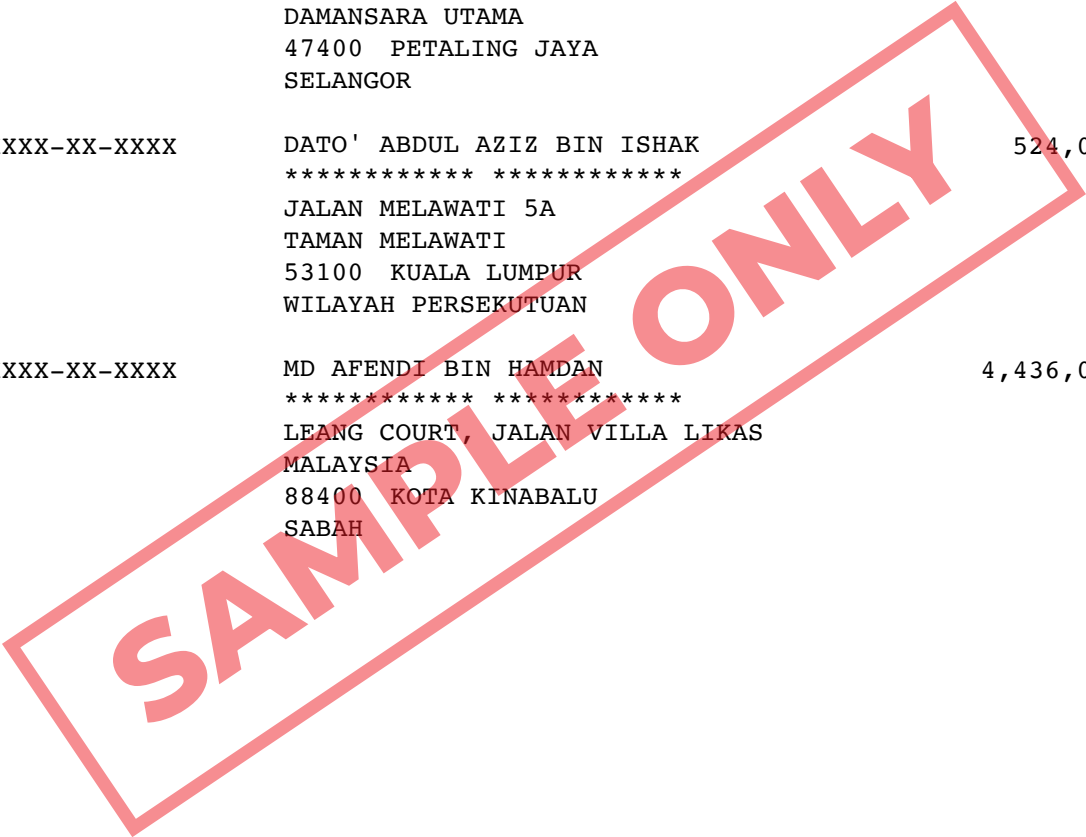 DAMANSARA UTAMA
47400 PETALING JAYA
SELANGOR
XXX-XX-XXXX DATO' ABDUL AZIZ BIN ISHAK 524,0
************ ************
JALAN MELAWATI 5A
TAMAN MELAWATI
53100 KUALA LUMPUR
WILAYAH PERSEKUTUAN
XXX-XX-XXXX MD AFENDI BIN HAMDAN 4,436,0
************ ************
LEANG COURT, JALAN VILLA LIKAS
MALAYSIA
88400 KOTA KINABALU
SABAH
SAMPLE ONLY